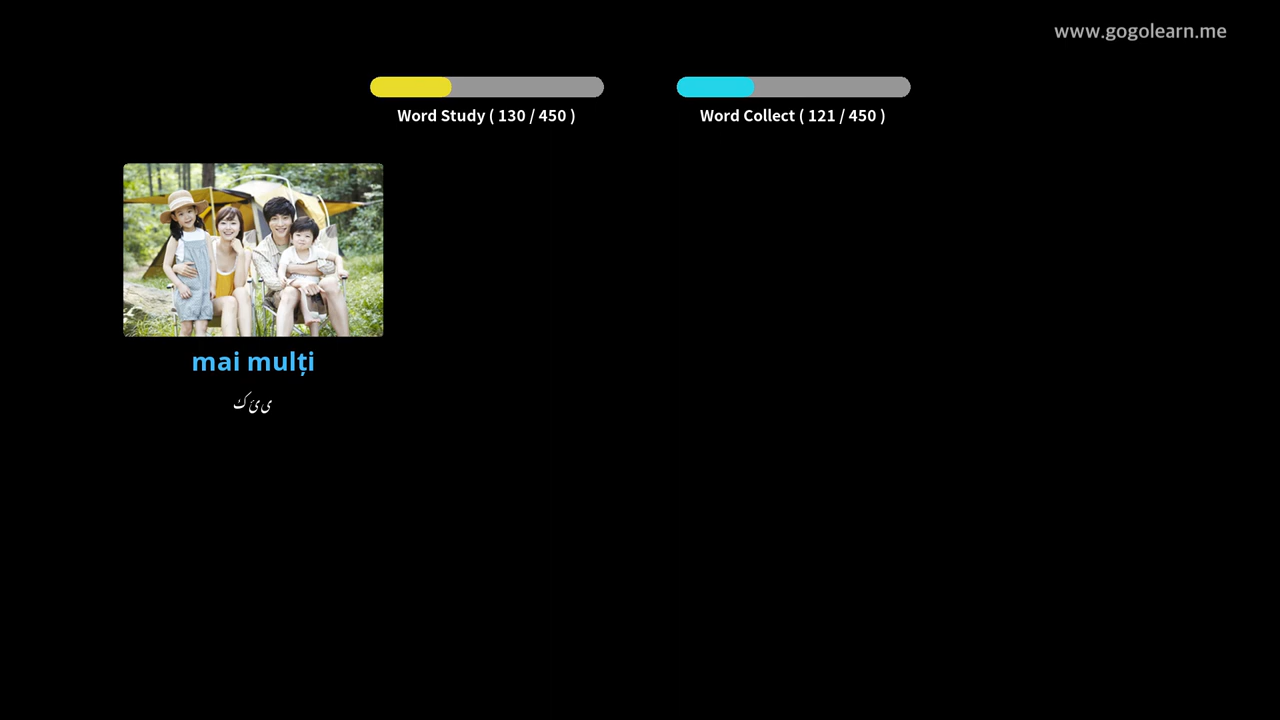 www.gogolearn.me
Word Study ( 130 / 450 )
Word Collect ( 121 / 450 )
mai mulți
ی ئ ک